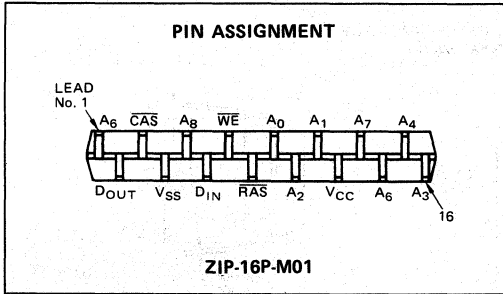 PIN ASSIGNMENT
LEAD
No. 1
A6 CAS A8 WE A0 A1 A7 A4
DOUT VSS DIN RAS A2 VCC A6 A3
16
ZIP-16P-M01